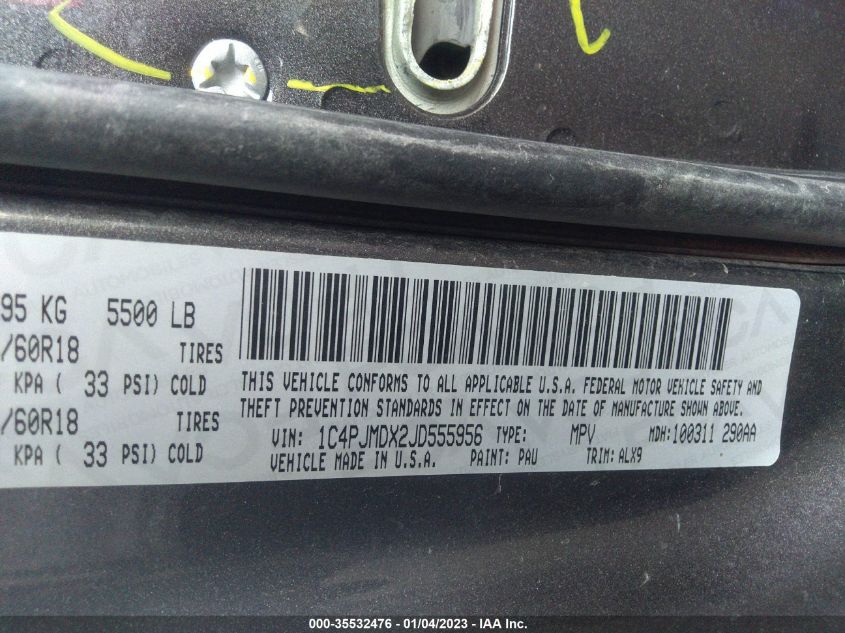 95 KG 5500 LB
/60R18 TIRES
KPA ( 33 PSI) COLD
/60R18 TIRES
KPA ( 33 PSI) COLD
THIS VEHICLE CONFORMS TO ALL APPLICABLE U.S.A. FEDERAL MOTOR VEHICLE SAFETY AND
THEFT PREVENTION STANDARDS IN EFFECT ON THE DATE OF MANUFACTURE SHOWN ABOVE.
VIN: 1C4PJMDX2JD555956 TYPE: MPV MDH:100311 290AA
VEHICLE MADE IN U.S.A. PAINT: PAU TRIM: ALX9
000-35532476 — 01/04/2023 — IAA Inc.